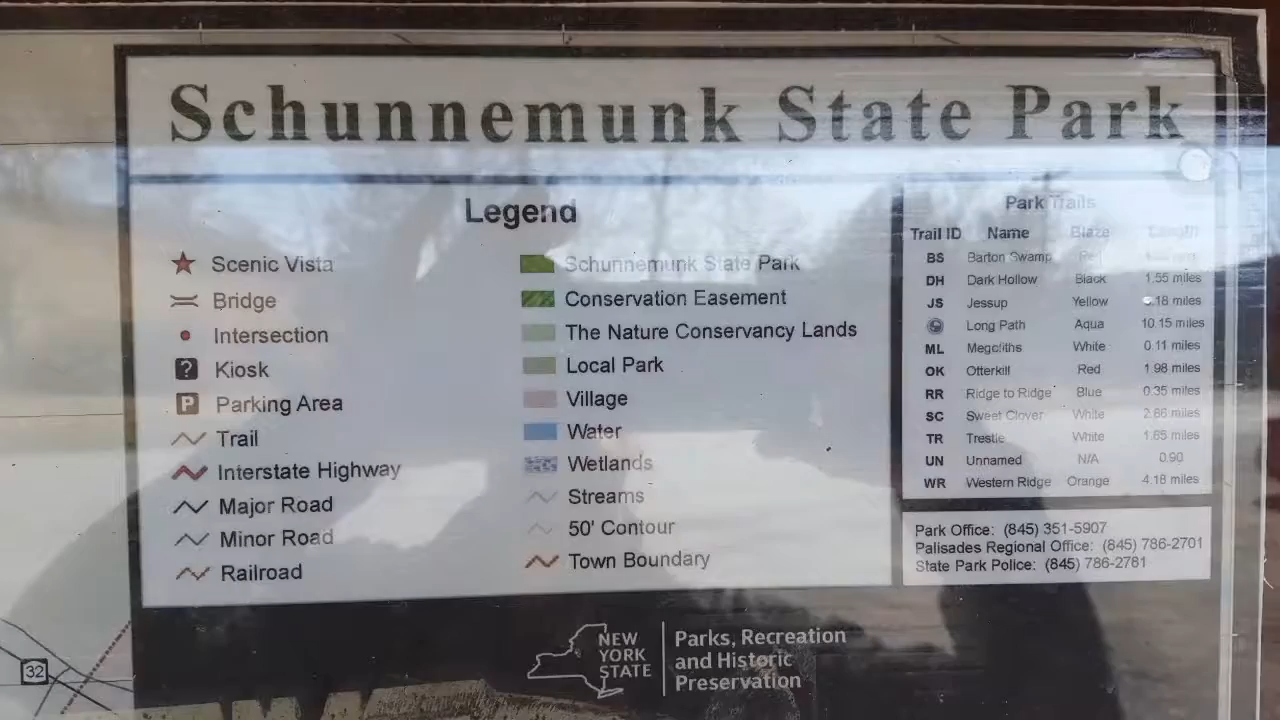 Schunnemunk State Park
Legend
Scenic Vista
Bridge
Intersection
? Kiosk
P Parking Area
Trail
Interstate Highway
Major Road
Minor Road
Railroad
Schunnemunk State Park
Conservation Easement
The Nature Conservancy Lands
Local Park
Village
Water
Wetlands
Streams
50' Contour
Town Boundary
Park Trails
Trail ID Name Blaze Length
BS Barton Swamp Red
DH Dark Hollow Black 1.55 miles
JS Jessup Yellow .18 miles
Long Path Aqua 10.15 miles
ML Megoliths White 0.11 miles
OK Otterkill Red 1.98 miles
RR Ridge to Ridge Blue 0.35 miles
SC Sweet Clover White 2.66 miles
TR Trestle White 1.65 miles
UN Unnamed N/A 0.90
WR Western Ridge Orange 4.18 miles
Park Office: (845) 351-5907
Palisades Regional Office: (845) 786-2701
State Park Police: (845) 786-2781
32
NEW
YORK
STATE
Parks, Recreation
and Historic
Preservation